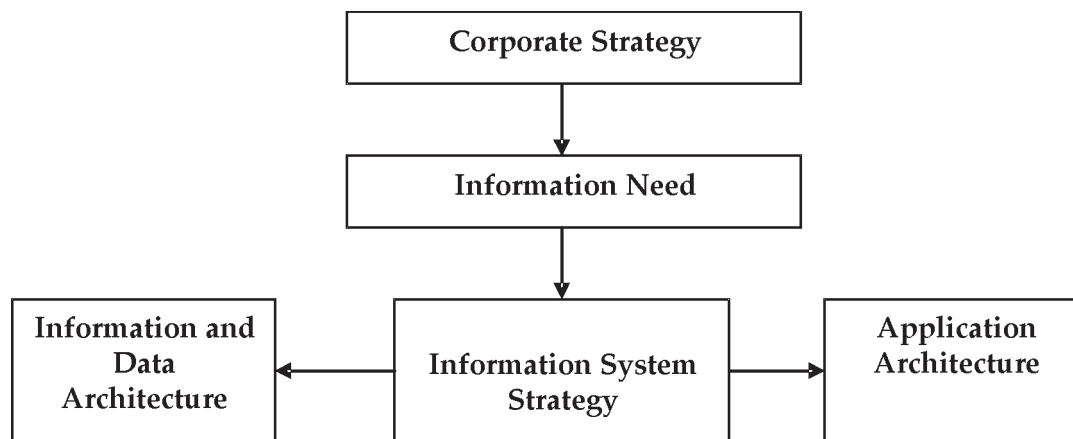 Corporate Strategy
Information Need
Information and
Data
Architecture
Information System
Strategy
Application
Architecture